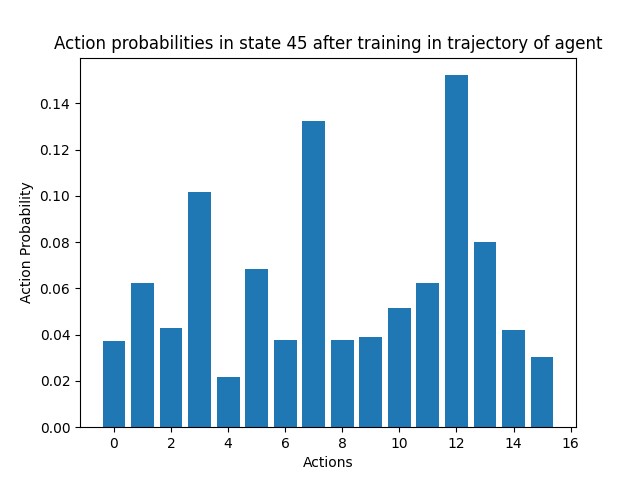 Action probabilities in state 45 after training in trajectory of agent
0.14
0.12
0.10
0.08
0.06
0.04
0.02
0.00
Action Probability
0 2 4 6 8 10 12 14 16
Actions